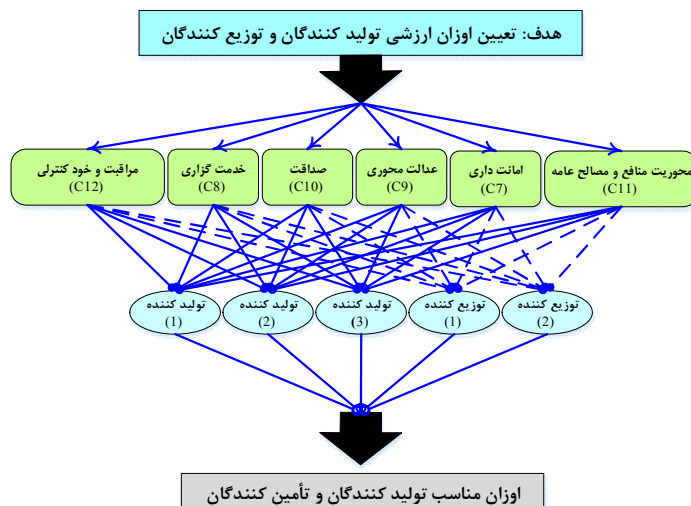 هدف: تعیین اوزان ارزشی تولید کنندگان و توزیع کنندگان
محوریت منافع و مصالح عامه
(C11)
امانت داری
(C7)
عدالت محوری
(C9)
صداقت
(C10)
خدمت گزاری
(C8)
مراقبت و خود کنترلی
(C12)
توزیع کننده
(2)
توزیع کننده
(1)
تولید کننده
(3)
تولید کننده
(2)
تولید کننده
(1)
اوزان مناسب تولید کنندگان و تأمین کنندگان